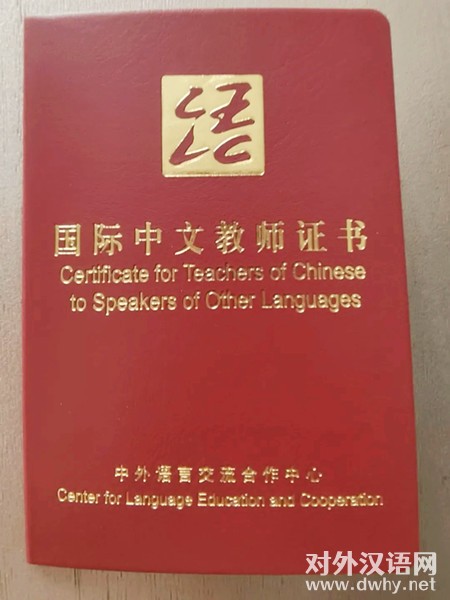 国际中文教师证书
Certificate for Teachers of Chinese
to Speakers of Other Languages
中外语言交流合作中心
Center for Language Education and Cooperation
对外汉语网
www.dwhy.net